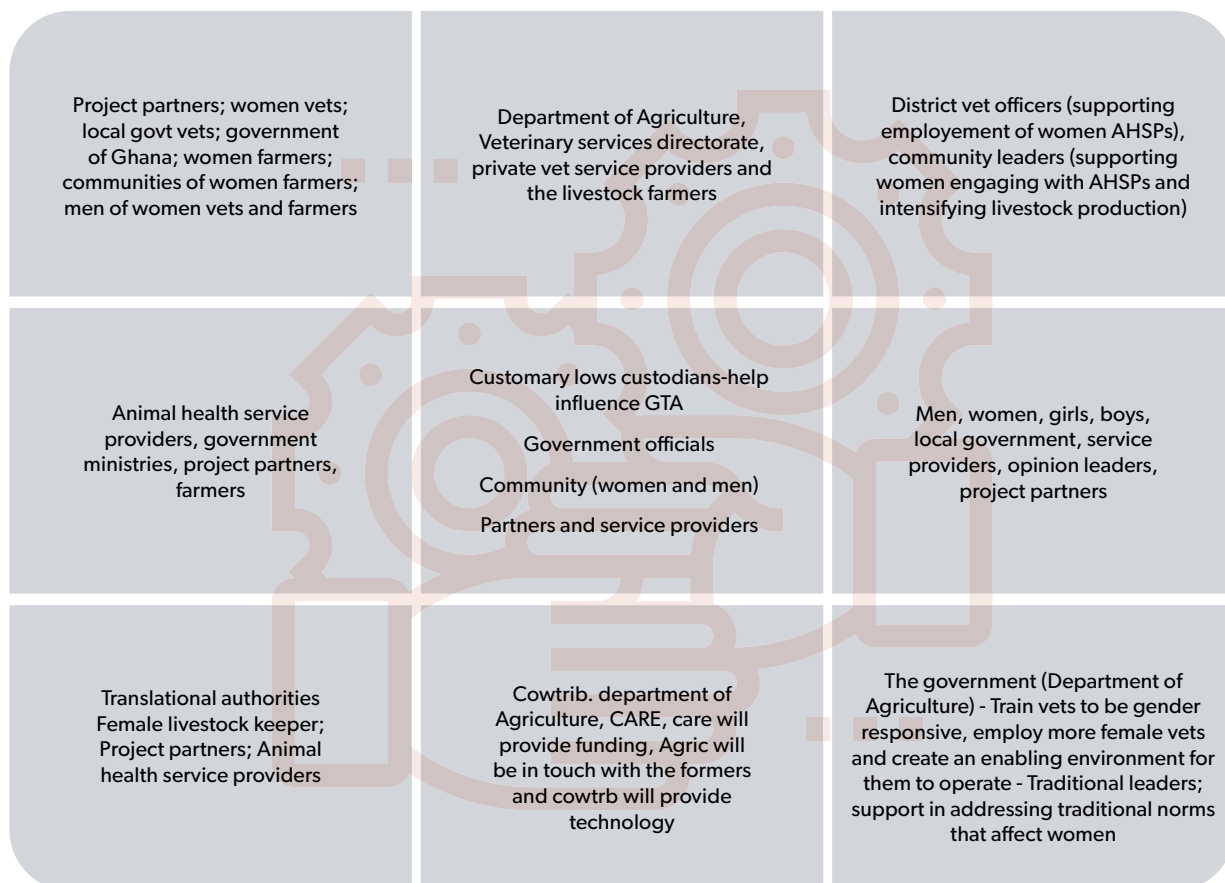 Project partners; women vets;
local govt vets; government
of Ghana; women farmers;
communities of women farmers;
men of women vets and farmers
Department of Agriculture,
Veterinary services directorate,
private vet service providers and
the livestock farmers
District vet officers (supporting
employement of women AHSPs),
community leaders (supporting
women engaging with AHSPs and
intensifying livestock production)
Animal health service
providers, government
ministries, project partners,
farmers
Customary lows custodians-help
influence GTA
Government officials
Community (women and men)
Partners and service providers
Men, women, girls, boys,
local government, service
providers, opinion leaders,
project partners
Translational authorities
Female livestock keeper;
Project partners; Animal
health service providers
Cowtrib. department of
Agriculture, CARE, care will
provide funding, Agric will
be in touch with the formers
and cowtrb will provide
technology
The government (Department of
Agriculture) - Train vets to be gender
responsive, employ more female vets
and create an enabling environment for
them to operate - Traditional leaders;
support in addressing traditional norms
that affect women